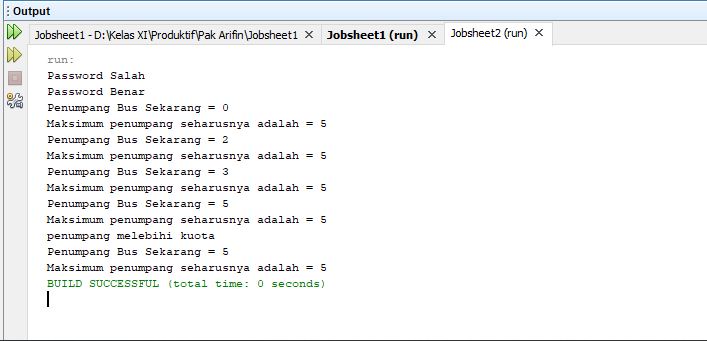 Output
Jobsheet1 - D:\Kelas XI\Produktif\Pak Arifin\Jobsheet1 Jobsheet1 (run) Jobsheet2 (run)
run:
Password Salah
Password Benar
Penumpang Bus Sekarang = 0
Maksimum penumpang seharusnya adalah = 5
Penumpang Bus Sekarang = 2
Maksimum penumpang seharusnya adalah = 5
Penumpang Bus Sekarang = 3
Maksimum penumpang seharusnya adalah = 5
Penumpang Bus Sekarang = 5
Maksimum penumpang seharusnya adalah = 5
penumpang melebihi kuota
Penumpang Bus Sekarang = 5
Maksimum penumpang seharusnya adalah = 5
BUILD SUCCESSFUL (total time: 0 seconds)